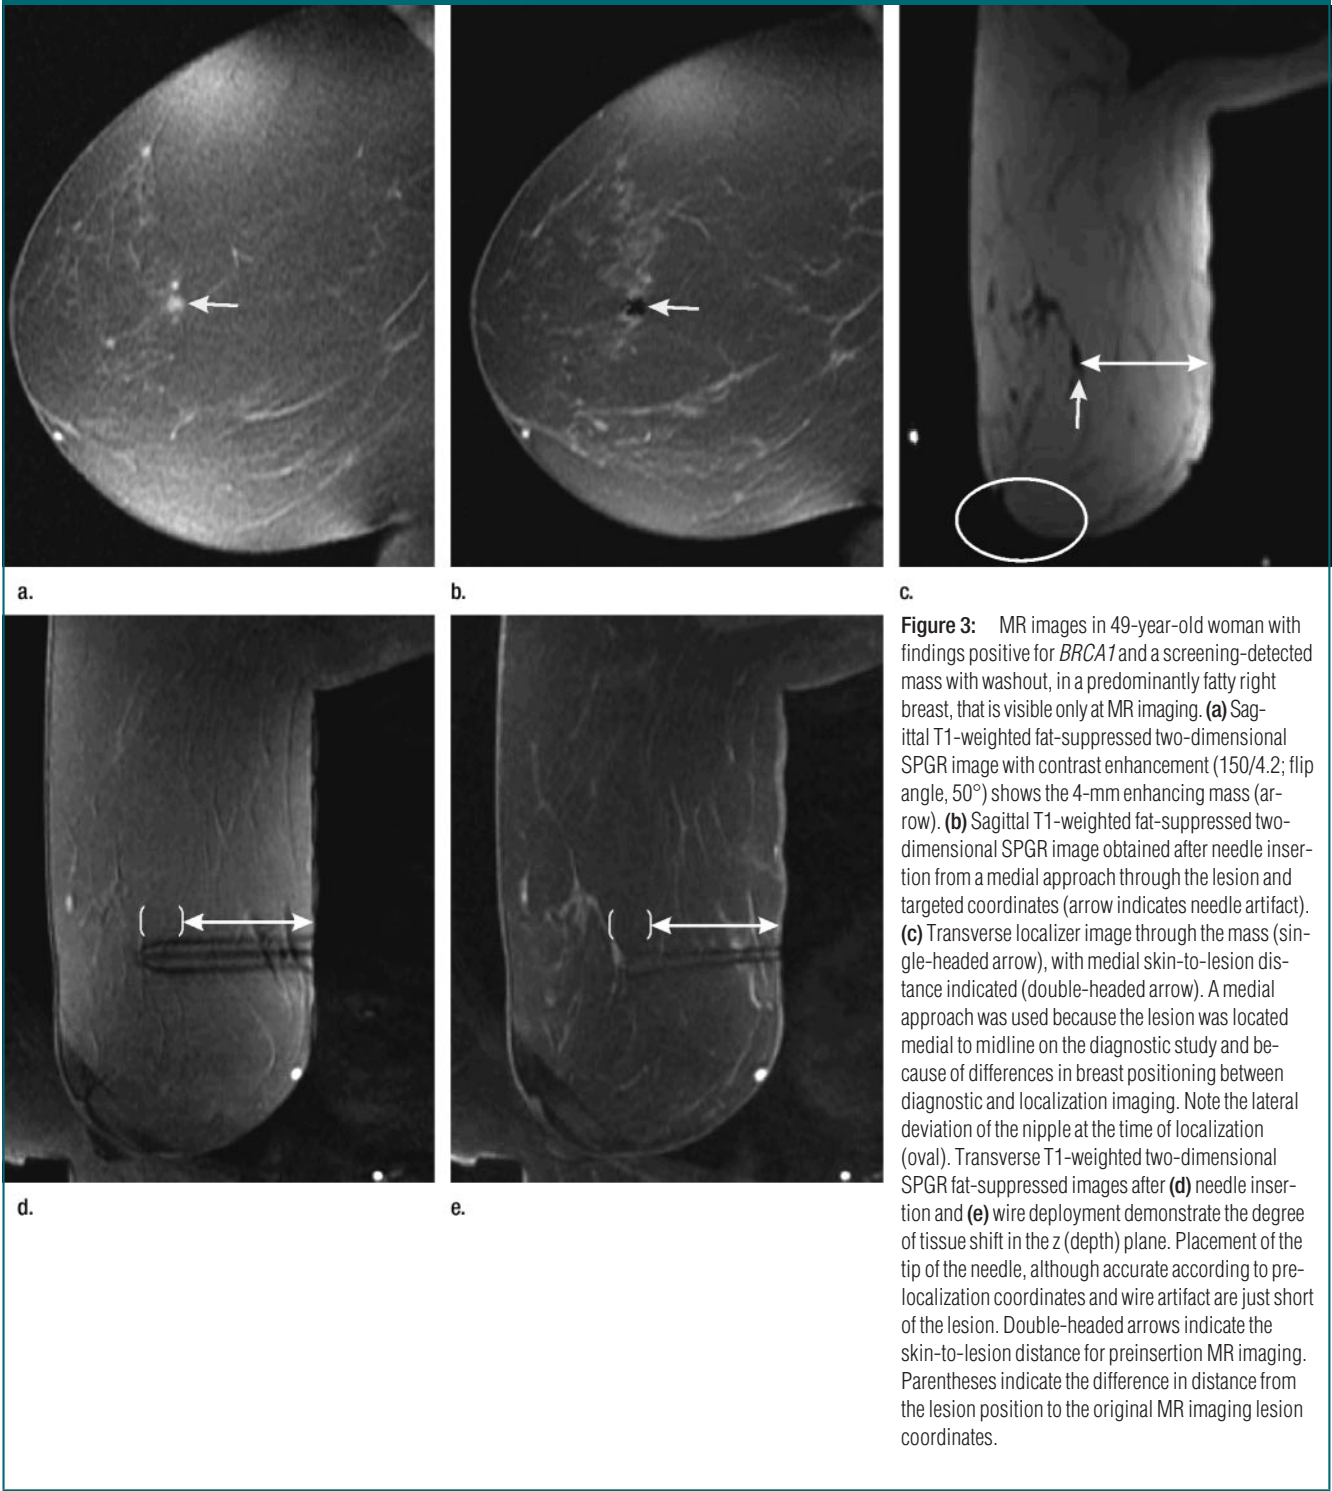 a.
b.
c.
Figure 3: MR images in 49-year-old woman with
findings positive for BRCA1 and a screening-detected
mass with washout, in a predominantly fatty right
breast, that is visible only at MR imaging. (a) Sag-
ittal T1-weighted fat-suppressed two-dimensional
SPGR image with contrast enhancement (150/4.2; flip
angle, 50°) shows the 4-mm enhancing mass (ar-
row). (b) Sagittal T1-weighted fat-suppressed two-
dimensional SPGR image obtained after needle inser-
tion from a medial approach through the lesion and
targeted coordinates (arrow indicates needle artifact).
(c) Transverse localizer image through the mass (sin-
gle-headed arrow), with medial skin-to-lesion dis-
tance indicated (double-headed arrow). A medial
approach was used because the lesion was located
medial to midline on the diagnostic study and be-
cause of differences in breast positioning between
diagnostic and localization imaging. Note the lateral
deviation of the nipple at the time of localization
(oval). Transverse T1-weighted two-dimensional
SPGR fat-suppressed images after (d) needle inser-
tion and (e) wire deployment demonstrate the degree
of tissue shift in the z (depth) plane. Placement of the
tip of the needle, although accurate according to pre-
localization coordinates and wire artifact are just short
of the lesion. Double-headed arrows indicate the
skin-to-lesion distance for preinsertion MR imaging.
Parentheses indicate the difference in distance from
the lesion position to the original MR imaging lesion
coordinates.
d.
e.